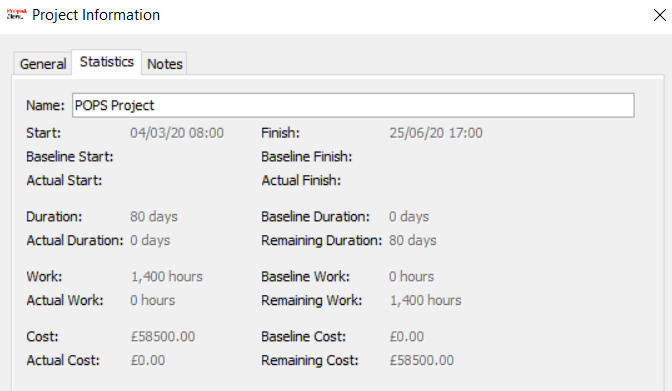 Project Information
General Statistics Notes
Name: POPS Project
Start: 04/03/20 08:00 Finish: 25/06/20 17:00
Baseline Start: Baseline Finish:
Actual Start: Actual Finish:
Duration: 80 days Baseline Duration: 0 days
Actual Duration: 0 days Remaining Duration: 80 days
Work: 1,400 hours Baseline Work: 0 hours
Actual Work: 0 hours Remaining Work: 1,400 hours
Cost: £58500.00 Baseline Cost: £0.00
Actual Cost: £0.00 Remaining Cost: £58500.00